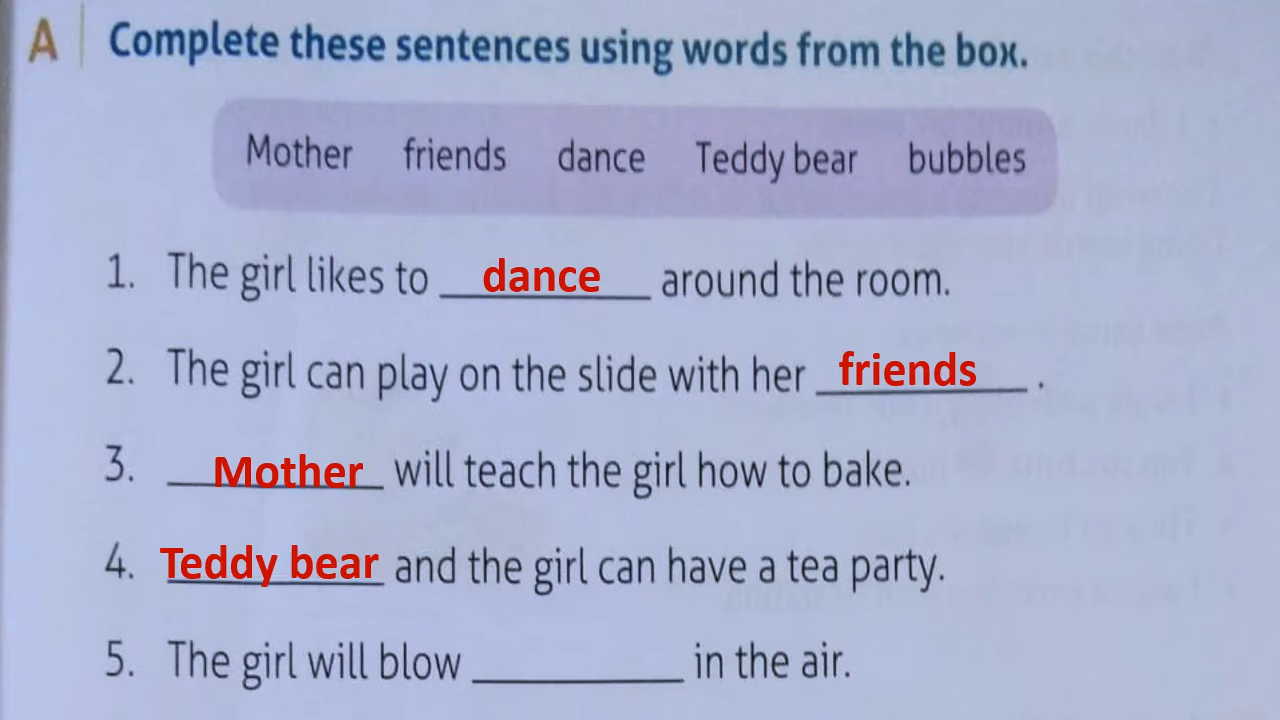 A Complete these sentences using words from the box.
Mother friends dance Teddy bear bubbles
1. The girl likes to dance around the room.
2. The girl can play on the slide with her friends .
3. Mother will teach the girl how to bake.
4. Teddy bear and the girl can have a tea party.
5. The girl will blow __________ in the air.